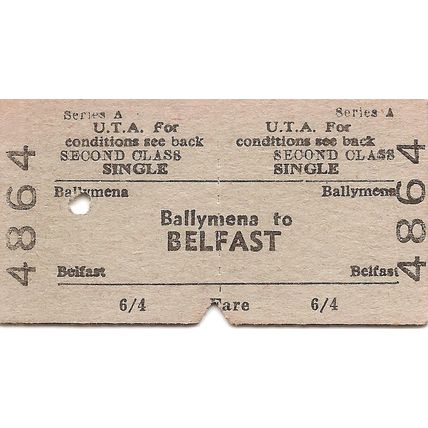 Series A Series A
U.T.A. For U.T.A. For
conditions see back conditions see back
SECOND CLASS SECOND CLASS
SINGLE SINGLE
Ballymena Ballymena
Ballymena to
BELFAST
Belfast Belfast
6/4 Fare 6/4
4864 4864